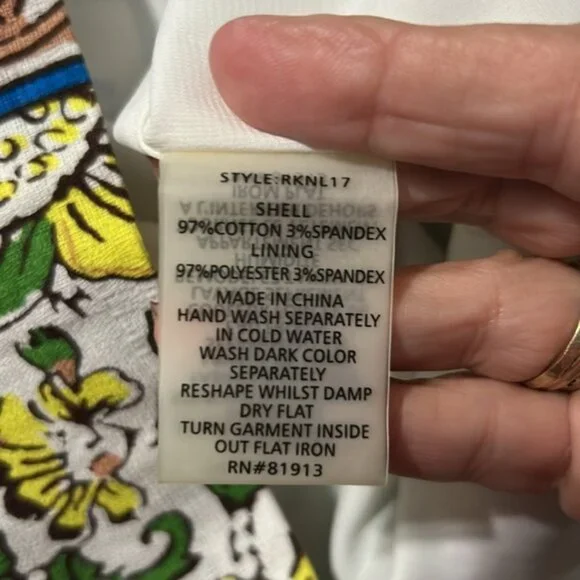 STYLE:RKNL17
SHELL
97%COTTON 3%SPANDEX
LINING
97%POLYESTER 3%SPANDEX
MADE IN CHINA
HAND WASH SEPARATELY
IN COLD WATER
WASH DARK COLOR
SEPARATELY
RESHAPE WHILST DAMP
DRY FLAT
TURN GARMENT INSIDE
OUT FLAT IRON
RN#81913